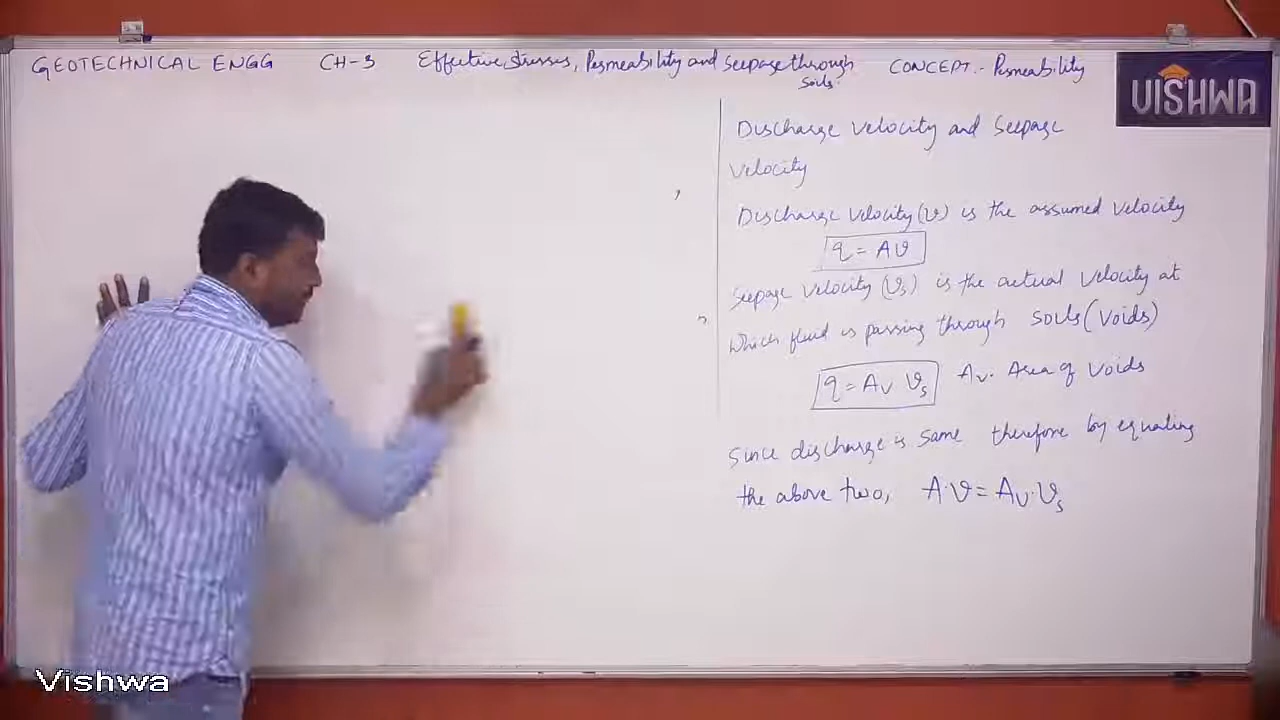 GEOTECHNICAL ENGG CH-3 Effective stresses, Permeability and Seepage through soils. CONCEPT:- Permeability
VISHWA
Discharge velocity and Seepage
Velocity
Discharge velocity (v) is the assumed velocity
q = Av
Seepage velocity (vs) is the actual velocity at
which fluid is passing through soils (voids)
q = Av vs Av. Area of voids
Since discharge is same therefore by equating
the above two, A.v = Av.vs
Vishwa